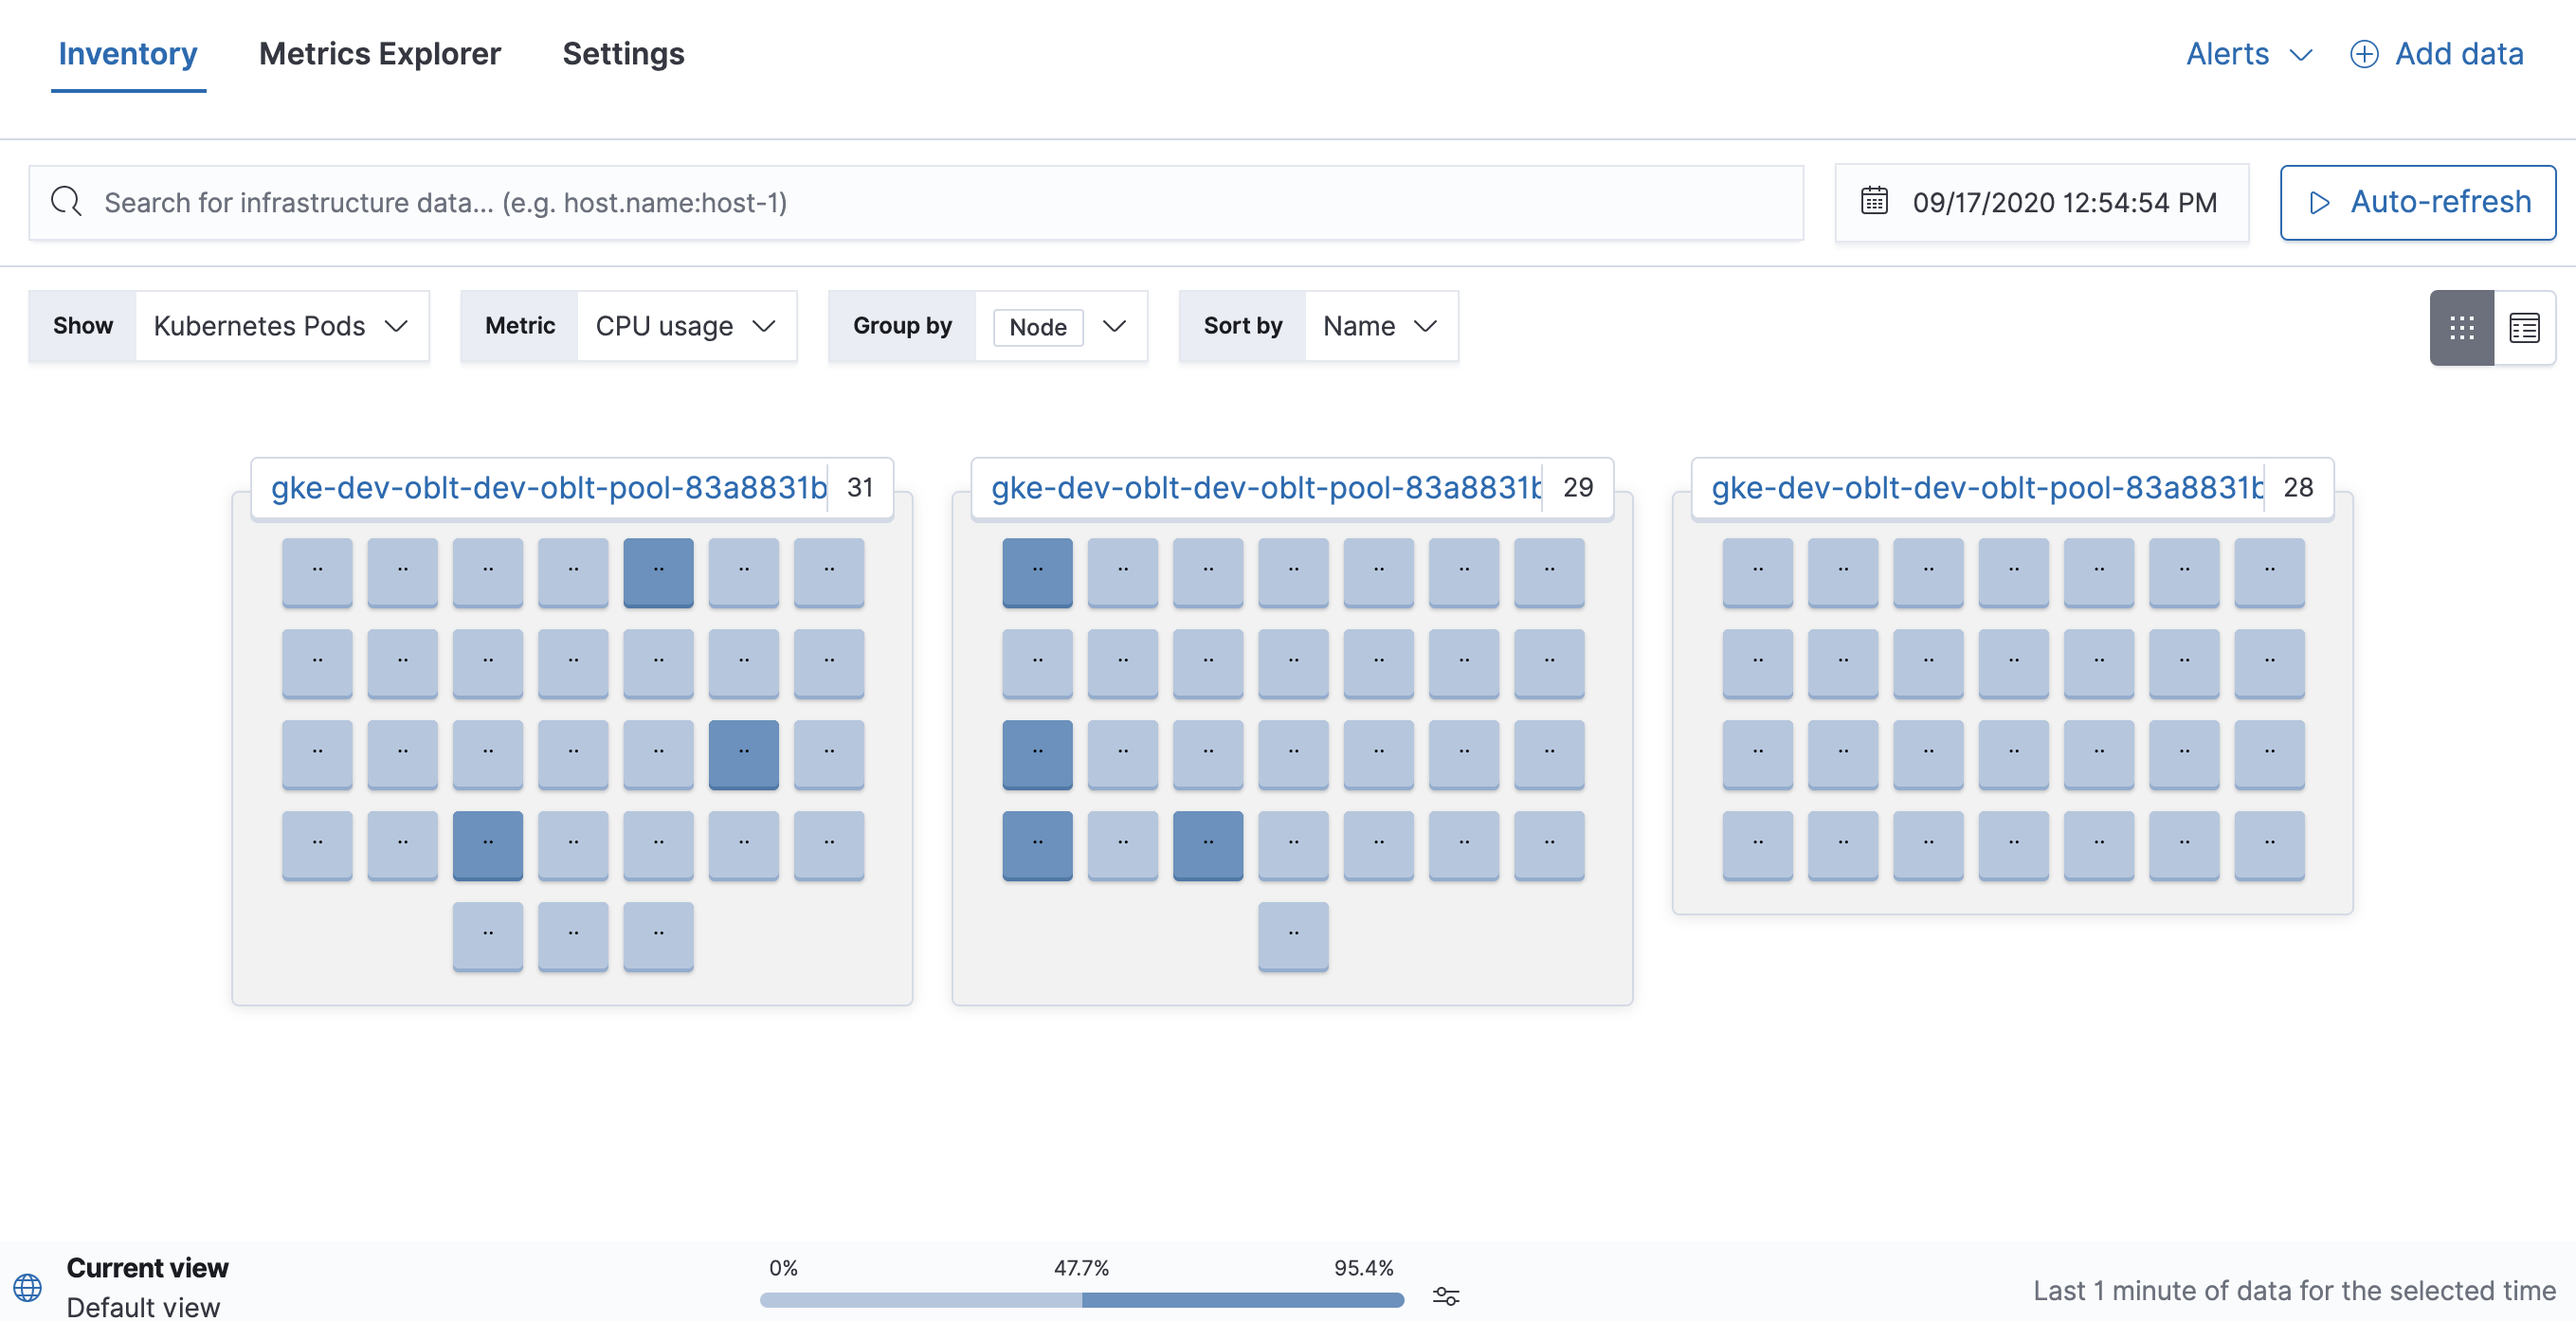 Inventory Metrics Explorer Settings Alerts Add data
Search for infrastructure data... (e.g. host.name:host-1) 09/17/2020 12:54:54 PM Auto-refresh
Show Kubernetes Pods Metric CPU usage Group by Node Sort by Name
gke-dev-oblt-dev-oblt-pool-83a8831b 31 gke-dev-oblt-dev-oblt-pool-83a8831b 29 gke-dev-oblt-dev-oblt-pool-83a8831b 28
.. .. .. .. .. .. .. .. .. .. .. .. .. .. .. .. .. .. .. .. ..
.. .. .. .. .. .. .. .. .. .. .. .. .. .. .. .. .. .. .. .. ..
.. .. .. .. .. .. .. .. .. .. .. .. .. .. .. .. .. .. .. .. ..
.. .. .. .. .. .. .. .. .. .. .. .. .. .. .. .. .. .. .. .. ..
.. .. .. ..
Current view 0% 47.7% 95.4%
Default view Last 1 minute of data for the selected time